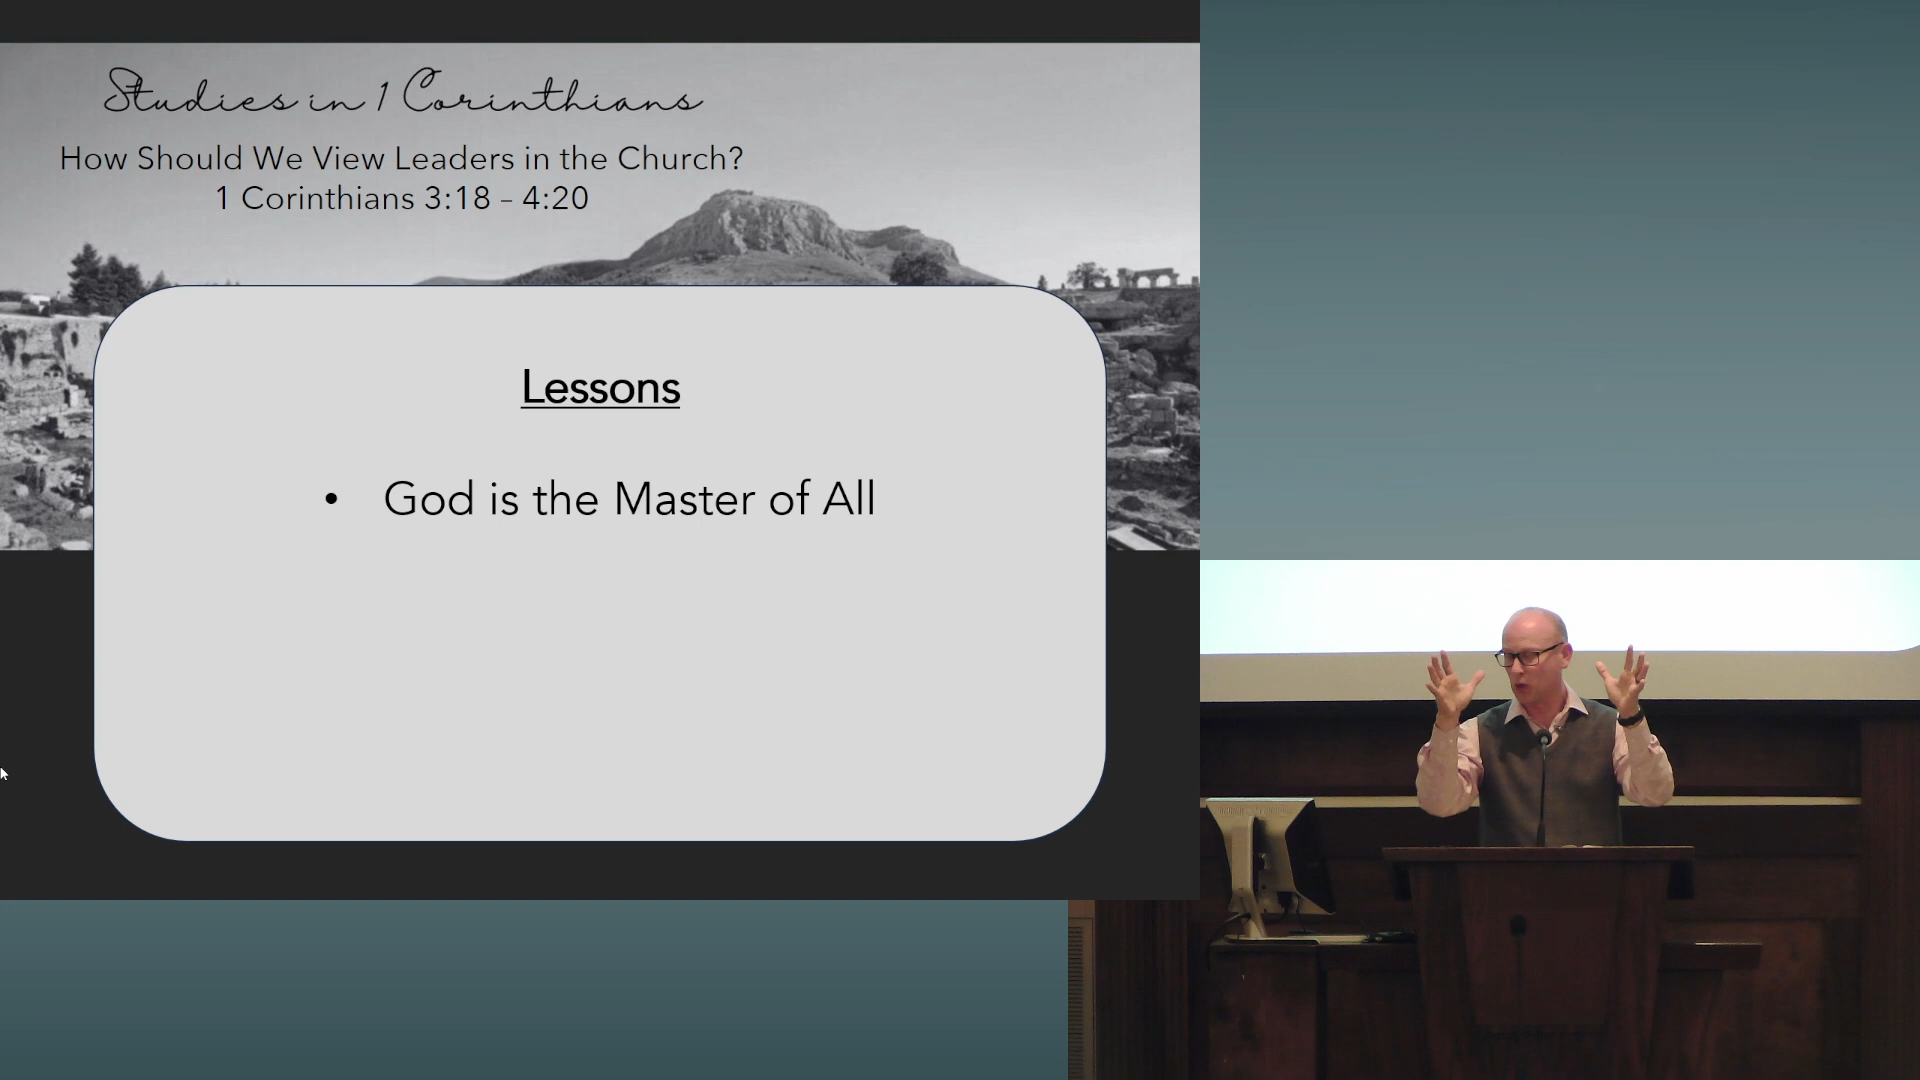 Studies in 1 Corinthians
How Should We View Leaders in the Church?
1 Corinthians 3:18 – 4:20
Lessons
• God is the Master of All